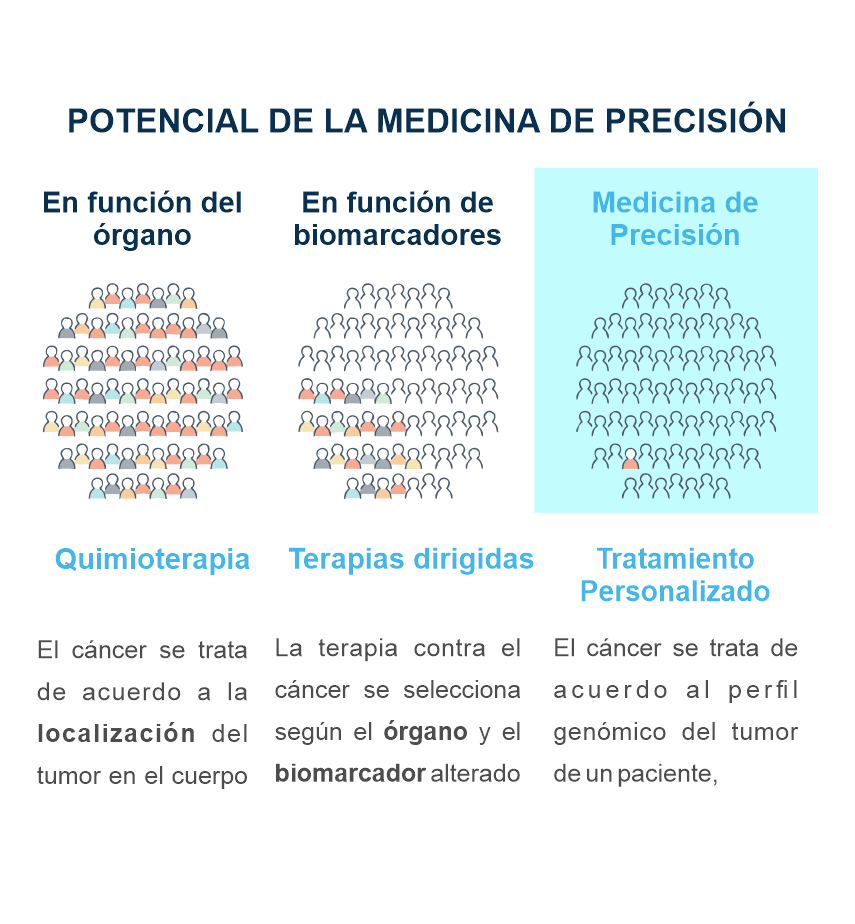 POTENCIAL DE LA MEDICINA DE PRECISIÓN
En función del
órgano
En función de
biomarcadores
Medicina de
Precisión
Quimioterapia
Terapias dirigidas
Tratamiento
Personalizado
El cáncer se trata
de acuerdo a la
localización del
tumor en el cuerpo
La terapia contra el
cáncer se selecciona
según el órgano y el
biomarcador alterado
El cáncer se trata de
acuerdo al perfil
genómico del tumor
de un paciente,